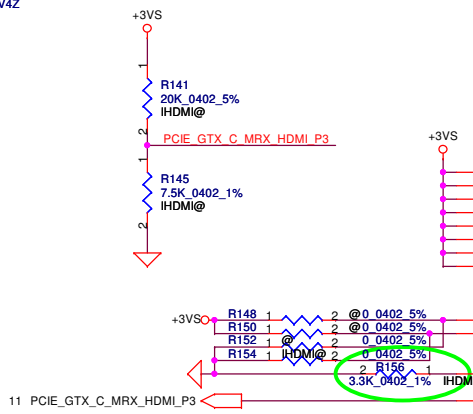 V4Z
+3VS
1
R141
20K_0402_5%
IHDMI@
2
PCIE_GTX_C_MRX_HDMI_P3
+3VS
1
R145
7.5K_0402_1%
IHDMI@
2
+3VS
R148 1 2 @ 0_0402_5%
R150 1 2 @ 0_0402_5%
R152 1 @ 2 0_0402_5%
R154 1 IHDMI@ 2 0_0402_5%
2 R156 1
3.3K_0402_1% IHDM
11 PCIE_GTX_C_MRX_HDMI_P3